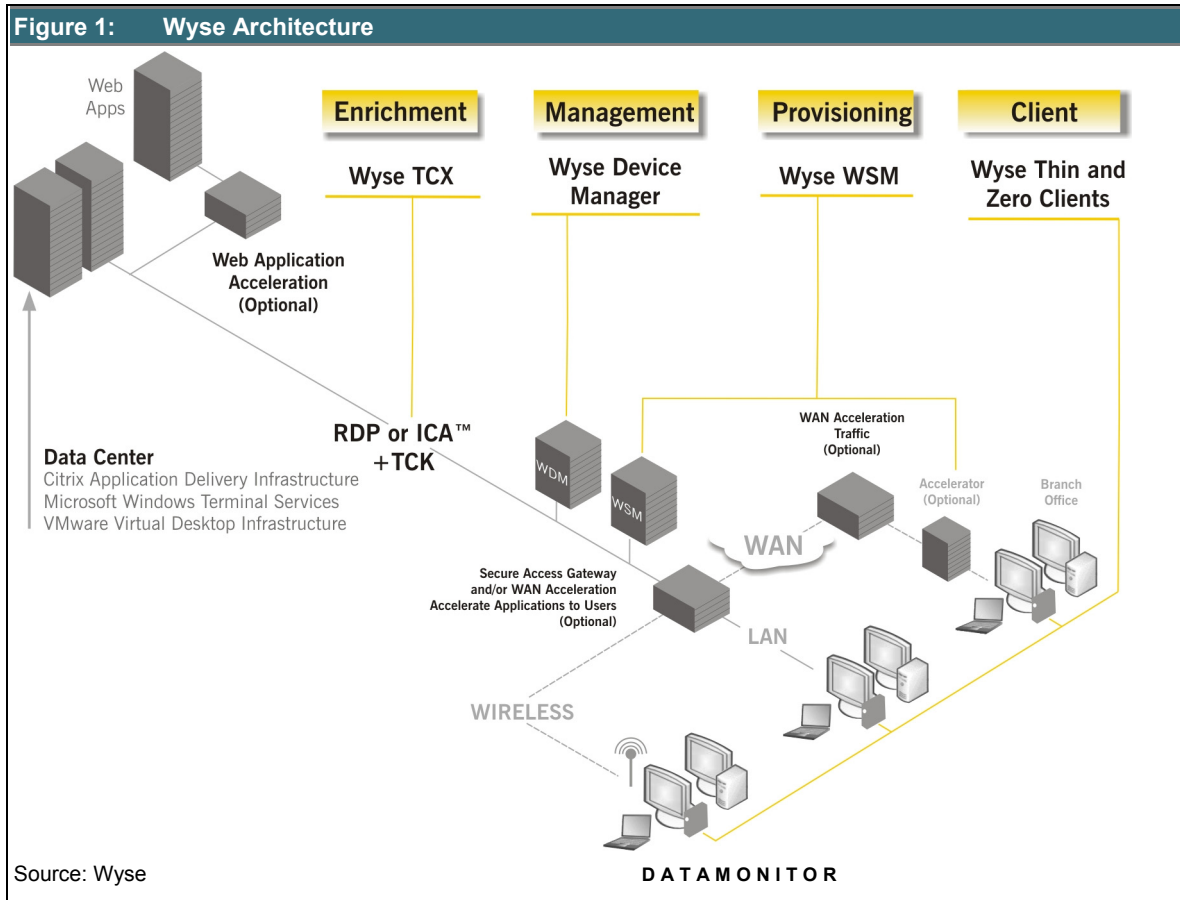 Figure 1: Wyse Architecture
Web
Apps
Enrichment
Management
Provisioning
Client
Wyse TCX
Wyse Device
Manager
Wyse WSM
Wyse Thin and
Zero Clients
Web Application
Acceleration
(Optional)
RDP or ICA™
+TCK
Data Center
Citrix Application Delivery Infrastructure
Microsoft Windows Terminal Services
VMware Virtual Desktop Infrastructure
WDM
WSM
WAN Acceleration
Traffic
(Optional)
Accelerator
(Optional)
Branch
Office
WAN
Secure Access Gateway
and/or WAN Acceleration
Accelerate Applications to Users
(Optional)
LAN
WIRELESS
Source: Wyse
DATAMONITOR